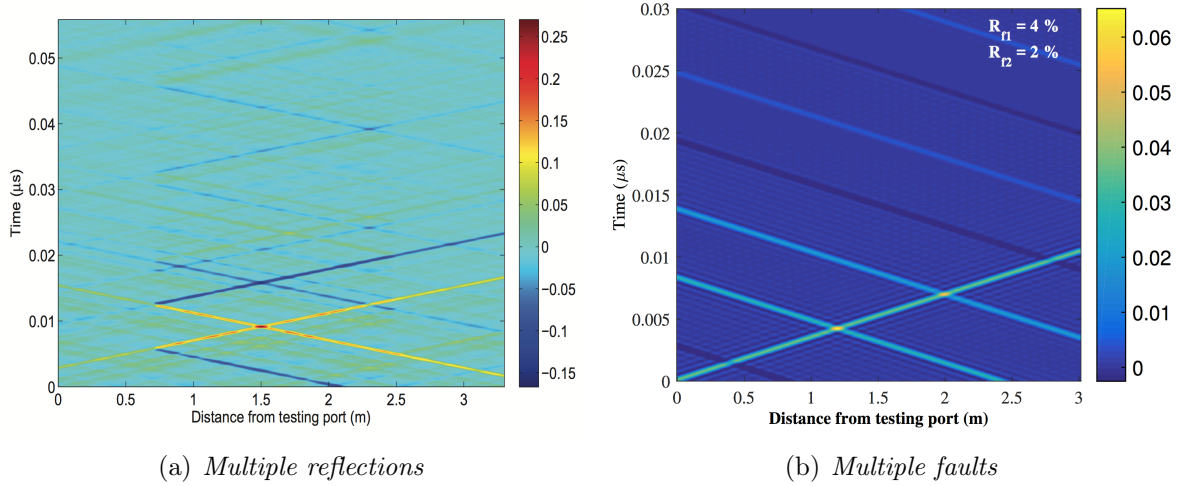 0.05
0.04
0.03
0.02
0.01
0
Time (μs)
0 0.5 1 1.5 2 2.5 3
Distance from testing port (m)
0.25
0.2
0.15
0.1
0.05
0
−0.05
−0.1
−0.15
(a) Multiple reflections
0.03
0.025
0.02
0.015
0.01
0.005
0
Time (μs)
R_f1 = 4 %
R_f2 = 2 %
0 0.5 1 1.5 2 2.5 3
Distance from testing port (m)
0.06
0.05
0.04
0.03
0.02
0.01
0
(b) Multiple faults